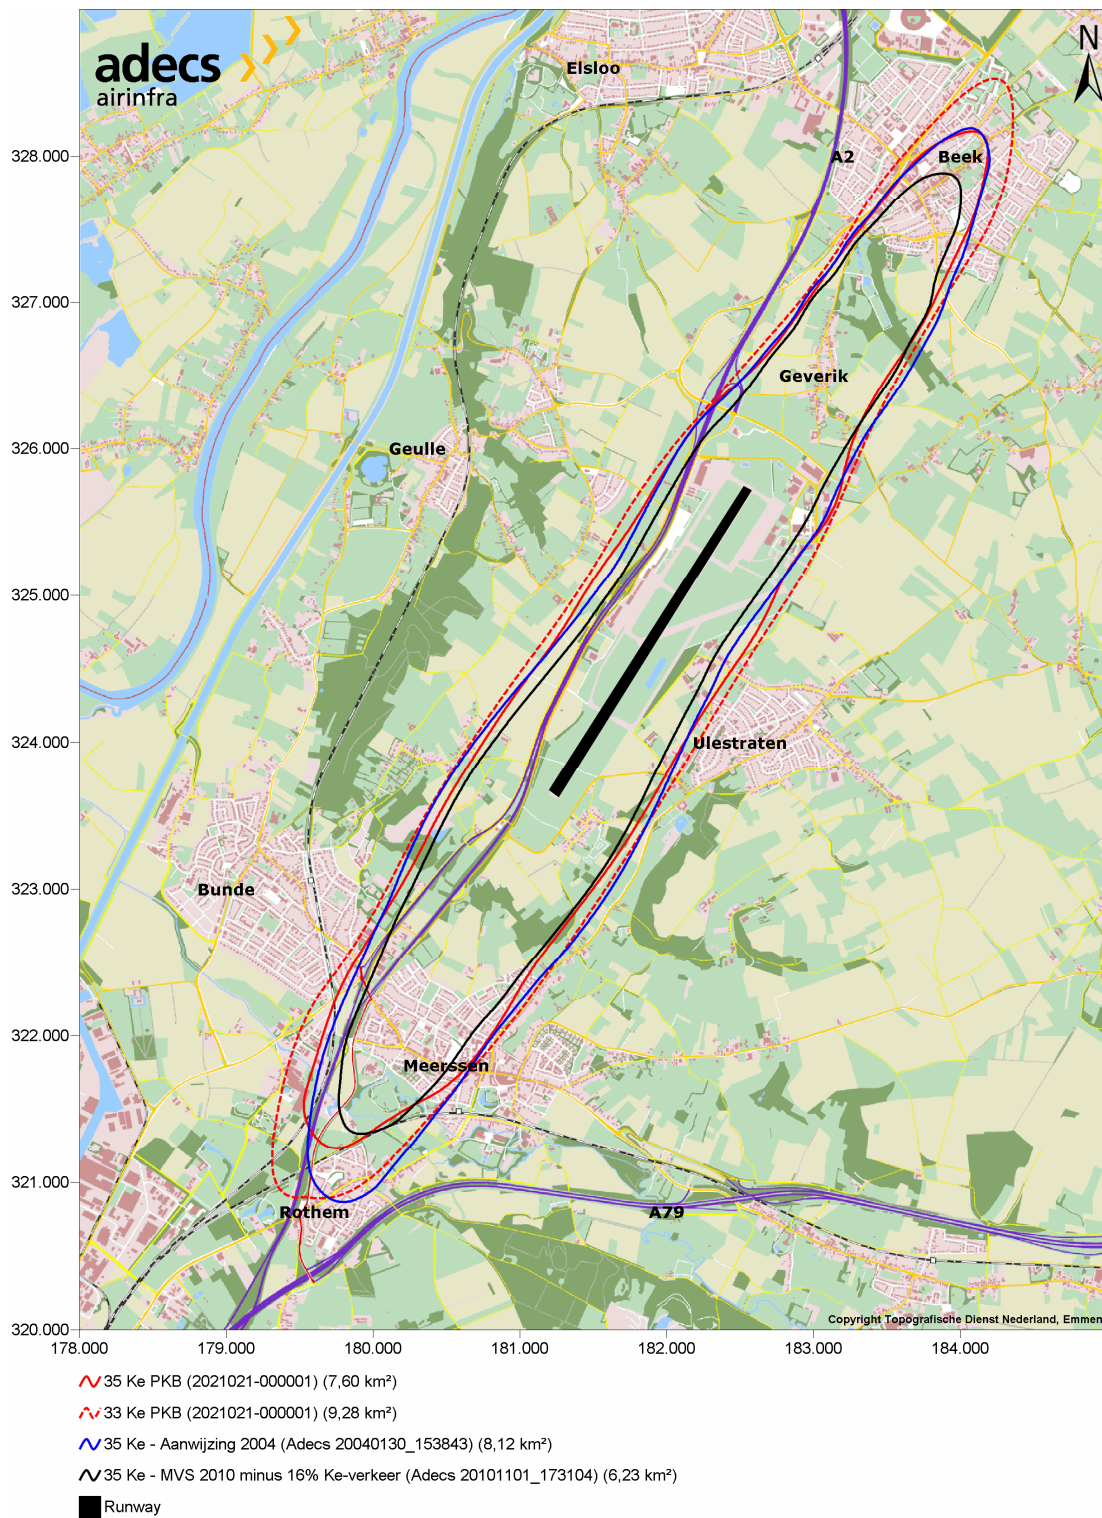 adecs
airinfra
N
Elsloo
328.000
A2
Beek
327.000
Geverik
326.000
Geulle
325.000
324.000
Ulestraten
323.000
Bunde
322.000
Meerssen
321.000
Rothem
A79
320.000
Copyright Topografische Dienst Nederland, Emmen
178.000 179.000 180.000 181.000 182.000 183.000 184.000
35 Ke PKB (2021021-000001) (7,60 km²)
33 Ke PKB (2021021-000001) (9,28 km²)
35 Ke - Aanwijzing 2004 (Adecs 20040130_153843) (8,12 km²)
35 Ke - MVS 2010 minus 16% Ke-verkeer (Adecs 20101101_173104) (6,23 km²)
Runway